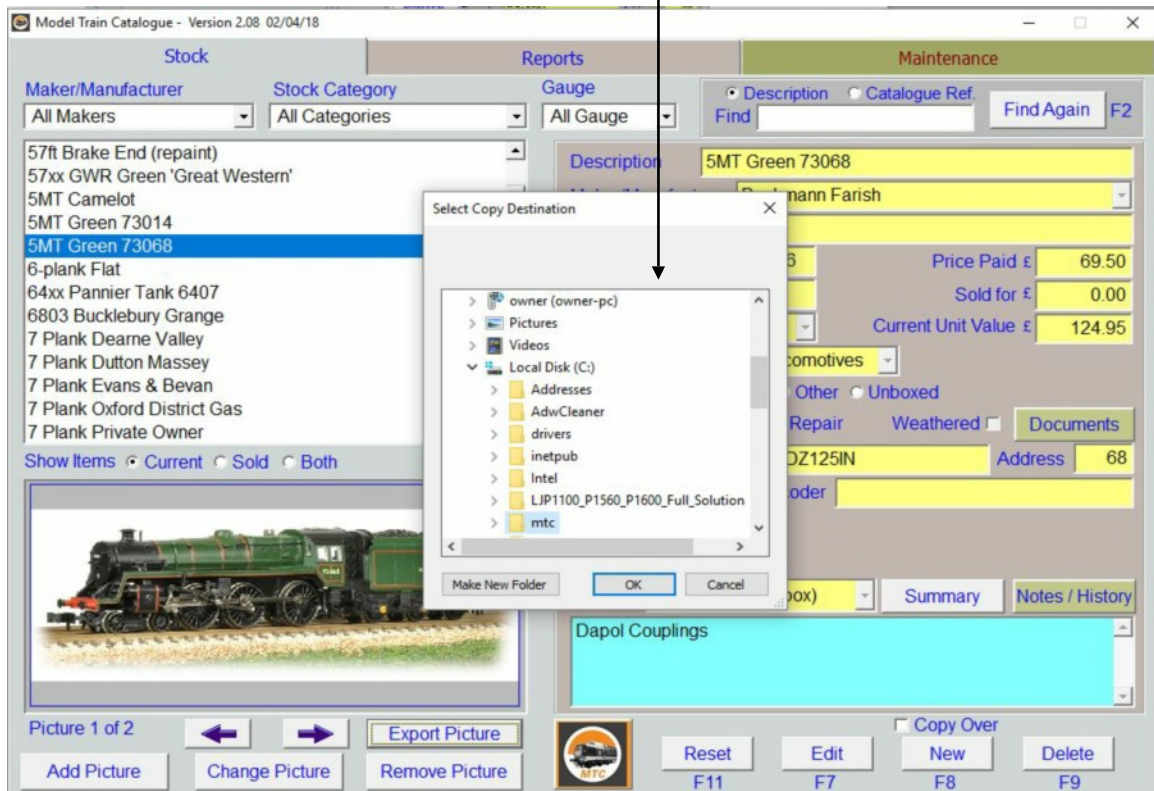 Model Train Catalogue - Version 2.08 02/04/18
Stock
Reports
Maintenance
Maker/Manufacturer
Stock Category
Gauge
Description
Catalogue Ref.
All Makers
All Categories
All Gauge
Find
Find Again
F2
57ft Brake End (repaint)
57xx GWR Green 'Great Western'
5MT Camelot
5MT Green 73014
5MT Green 73068
6-plank Flat
64xx Pannier Tank 6407
6803 Bucklebury Grange
7 Plank Dearne Valley
7 Plank Dutton Massey
7 Plank Evans & Bevan
7 Plank Oxford District Gas
7 Plank Private Owner
Show Items Current Sold Both
Picture 1 of 2
Export Picture
Add Picture
Change Picture
Remove Picture
Select Copy Destination
owner (owner-pc)
Pictures
Videos
Local Disk (C:)
Addresses
AdwCleaner
drivers
inetpub
Intel
LJP1100_P1560_P1600_Full_Solution
mtc
Make New Folder
OK
Cancel
Description
5MT Green 73068
mann Farish
6
Price Paid £
69.50
Sold for £
0.00
Current Unit Value £
124.95
comotives
Other
Unboxed
Repair
Weathered
Documents
DZ125IN
Address
68
oder
box)
Summary
Notes / History
Dapol Couplings
Copy Over
MTC
Reset
Edit
New
Delete
F11
F7
F8
F9